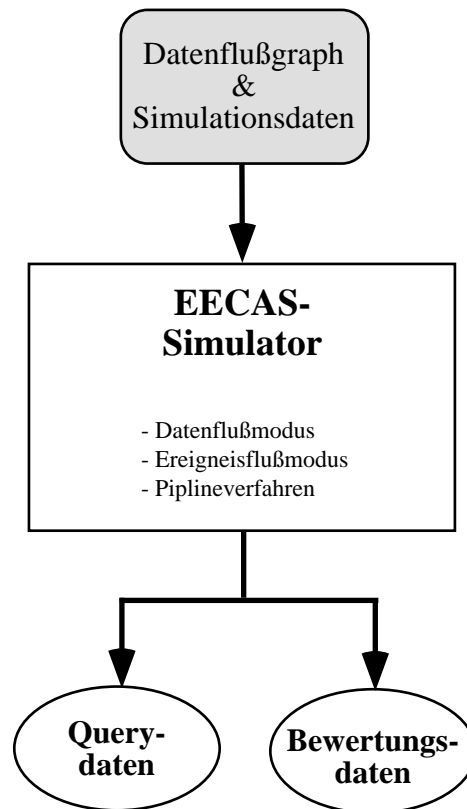 Datenflußgraph
&
Simulationsdaten
EECAS-
Simulator
- Datenflußmodus
- Ereigneisflußmodus
- Piplineverfahren
Query-
daten
Bewertungs-
daten